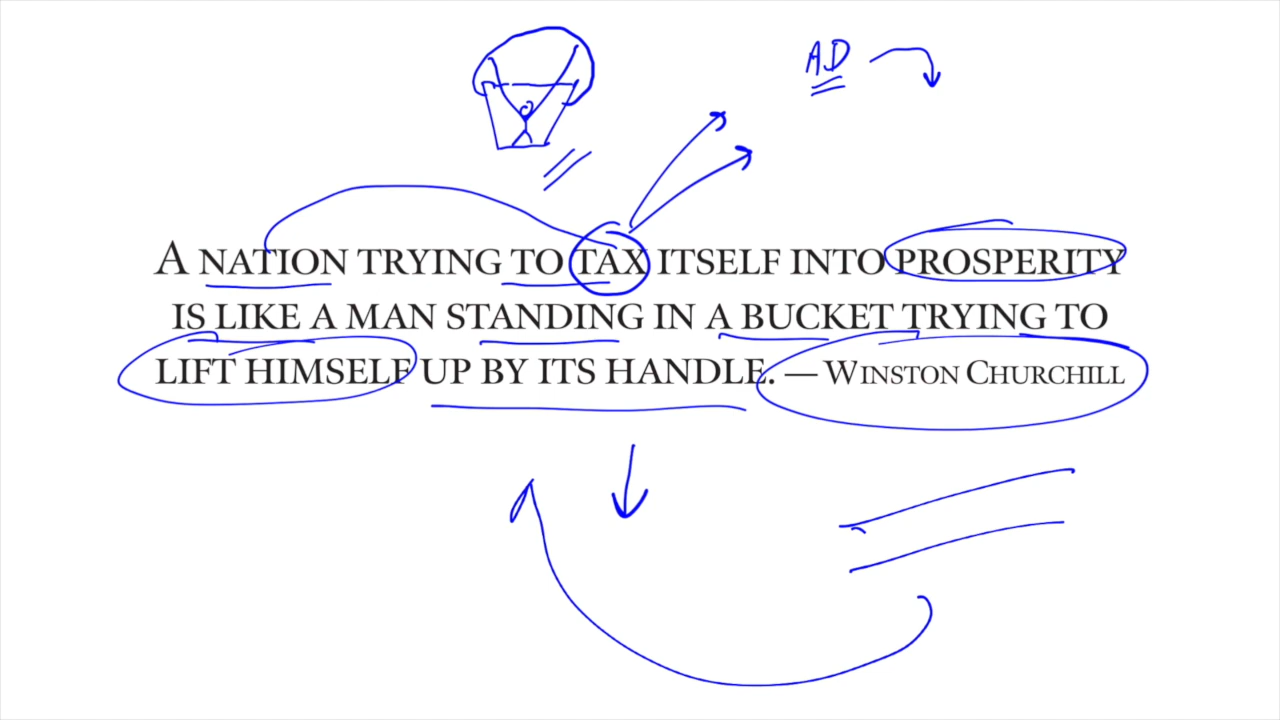 AD
A NATION TRYING TO TAX ITSELF INTO PROSPERITY
IS LIKE A MAN STANDING IN A BUCKET TRYING TO
LIFT HIMSELF UP BY ITS HANDLE. — WINSTON CHURCHILL